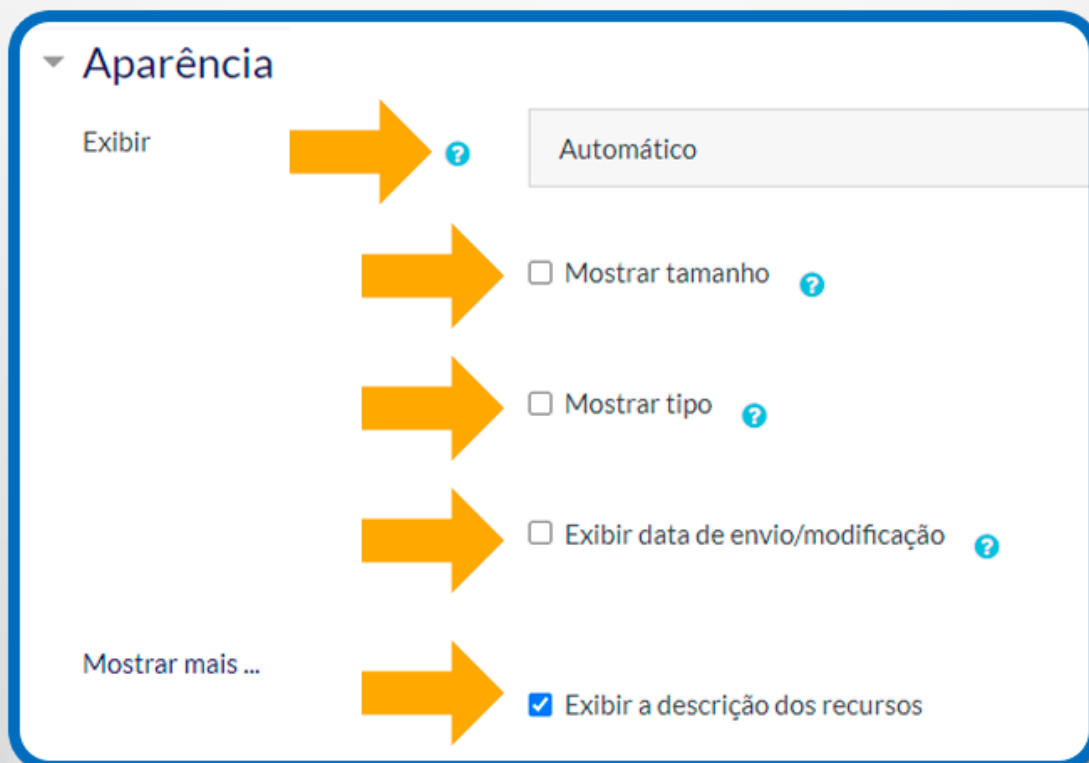 Aparência
Exibir
Automático
Mostrar tamanho
Mostrar tipo
Exibir data de envio/modificação
Mostrar mais ...
Exibir a descrição dos recursos